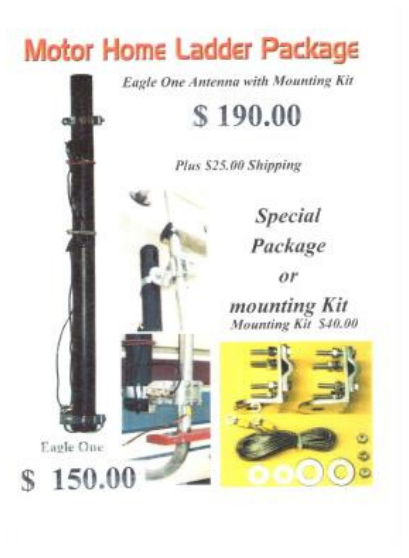 Motor Home Ladder Package
Eagle One Antenna with Mounting Kit
$ 190.00
Plus $25.00 Shipping
Special
Package
or
mounting Kit
Mounting Kit $40.00
Eagle One
$ 150.00